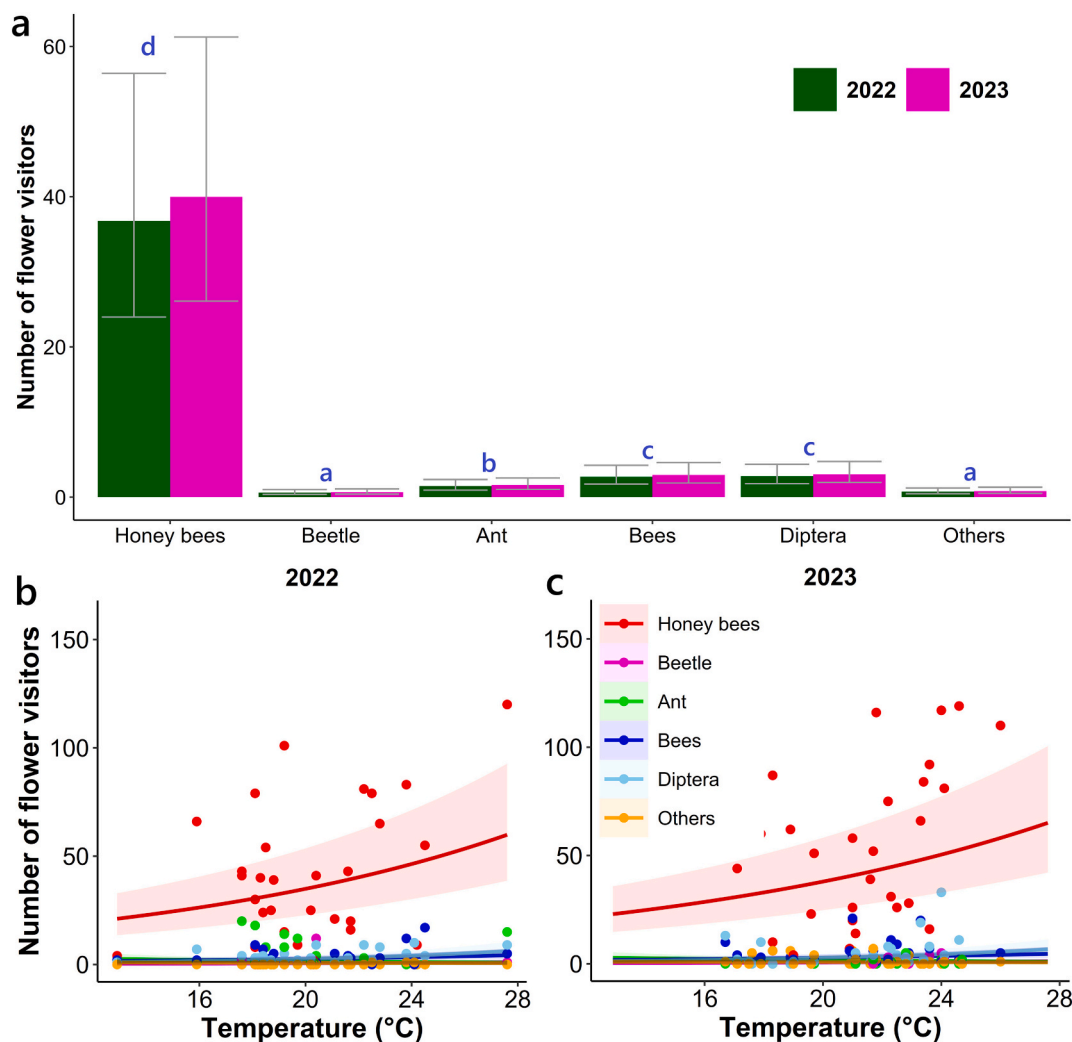 a
Number of flower visitors
60
40
20
0
d
a
b
c
c
a
2022
2023
Honey bees Beetle Ant Bees Diptera Others
b
2022
Number of flower visitors
150
100
50
0
16 20 24 28
Temperature (°C)
c
2023
150
100
50
0
Honey bees
Beetle
Ant
Bees
Diptera
Others
16 20 24 28
Temperature (°C)